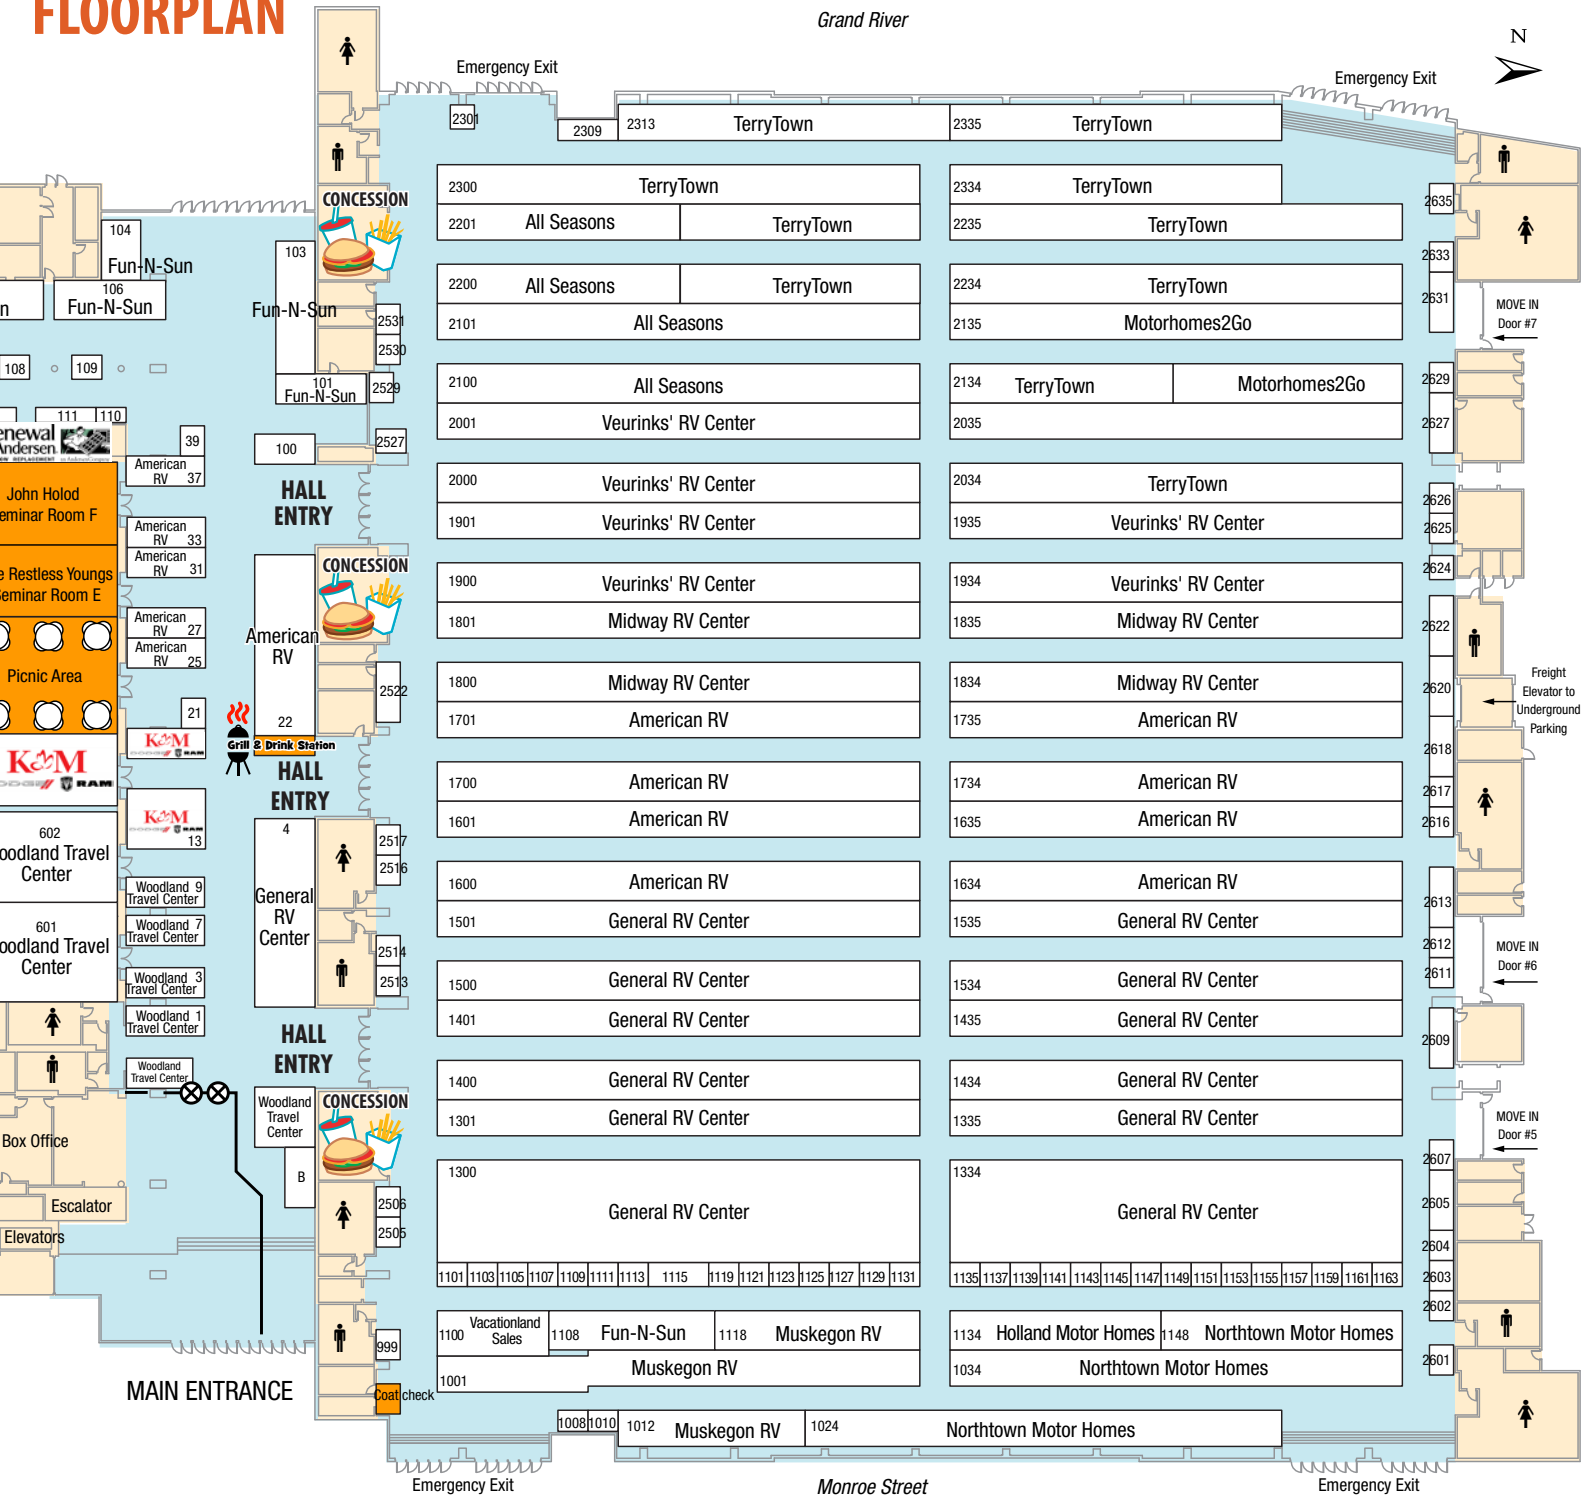 FLOORPLAN
Grand River
N
Emergency Exit
Emergency Exit
2301
2309
2313 TerryTown
2335 TerryTown
CONCESSION
2300 TerryTown
2334 TerryTown
2201 All Seasons TerryTown
2235 TerryTown
2635
104
Fun-N-Sun
103
Fun-N-Sun
106
Fun-N-Sun
n
2633
2200 All Seasons TerryTown
2234 TerryTown
2631
MOVE IN
Door #7
2101 All Seasons
2135 Motorhomes2Go
2531
2530
108
109
101
Fun-N-Sun
2529
2100 All Seasons
2134 TerryTown Motorhomes2Go
2629
111
110
2001 Veurinks' RV Center
2035
2627
enewal
Andersen
39
100
2527
American
RV 37
John Holod
eminar Room F
HALL
ENTRY
2000 Veurinks' RV Center
2034 TerryTown
2626
1901 Veurinks' RV Center
1935 Veurinks' RV Center
2625
American
RV 33
American
RV 31
CONCESSION
2624
e Restless Youngs
eminar Room E
1900 Veurinks' RV Center
1934 Veurinks' RV Center
American
RV 27
American
RV 25
American
RV
22
1801 Midway RV Center
1835 Midway RV Center
2622
Picnic Area
2522
1800 Midway RV Center
1834 Midway RV Center
2620
Freight
Elevator to
Underground
Parking
21
1701 American RV
1735 American RV
K&M
RAM
K&M
DODGE RAM
Grill & Drink Station
HALL
ENTRY
2618
1700 American RV
1734 American RV
2617
K&M
DODGE RAM
13
1601 American RV
1635 American RV
2616
602
oodland Travel
Center
4
General
RV
Center
2517
2516
1600 American RV
1634 American RV
Woodland 9
Travel Center
2613
1501 General RV Center
1535 General RV Center
601
oodland Travel
Center
Woodland 7
Travel Center
2514
2513
2612
2611
MOVE IN
Door #6
Woodland 3
Travel Center
1500 General RV Center
1534 General RV Center
Woodland 1
Travel Center
1401 General RV Center
1435 General RV Center
HALL
ENTRY
2609
Woodland
Travel Center
1400 General RV Center
1434 General RV Center
Woodland
Travel
Center
CONCESSION
1301 General RV Center
1335 General RV Center
MOVE IN
Door #5
Box Office
B
2607
1300
General RV Center
1334
General RV Center
Escalator
2506
2505
2605
Elevators
2604
1101 1103 1105 1107 1109 1111 1113 1115 1119 1121 1123 1125 1127 1129 1131
1135 1137 1139 1141 1143 1145 1147 1149 1151 1153 1155 1157 1159 1161 1163
2603
2602
1100 Vacationland
Sales
1108 Fun-N-Sun
1118 Muskegon RV
1134 Holland Motor Homes
1148 Northtown Motor Homes
999
2601
1001 Muskegon RV
1034 Northtown Motor Homes
MAIN ENTRANCE
Coat check
1008 1010 1012 Muskegon RV
1024 Northtown Motor Homes
Emergency Exit
Monroe Street
Emergency Exit